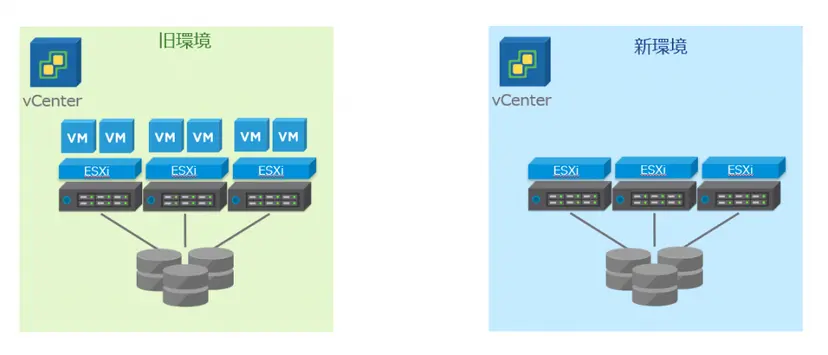 旧環境
vCenter
VM VM VM VM VM VM
ESXi ESXi ESXi
新環境
vCenter
ESXi ESXi ESXi